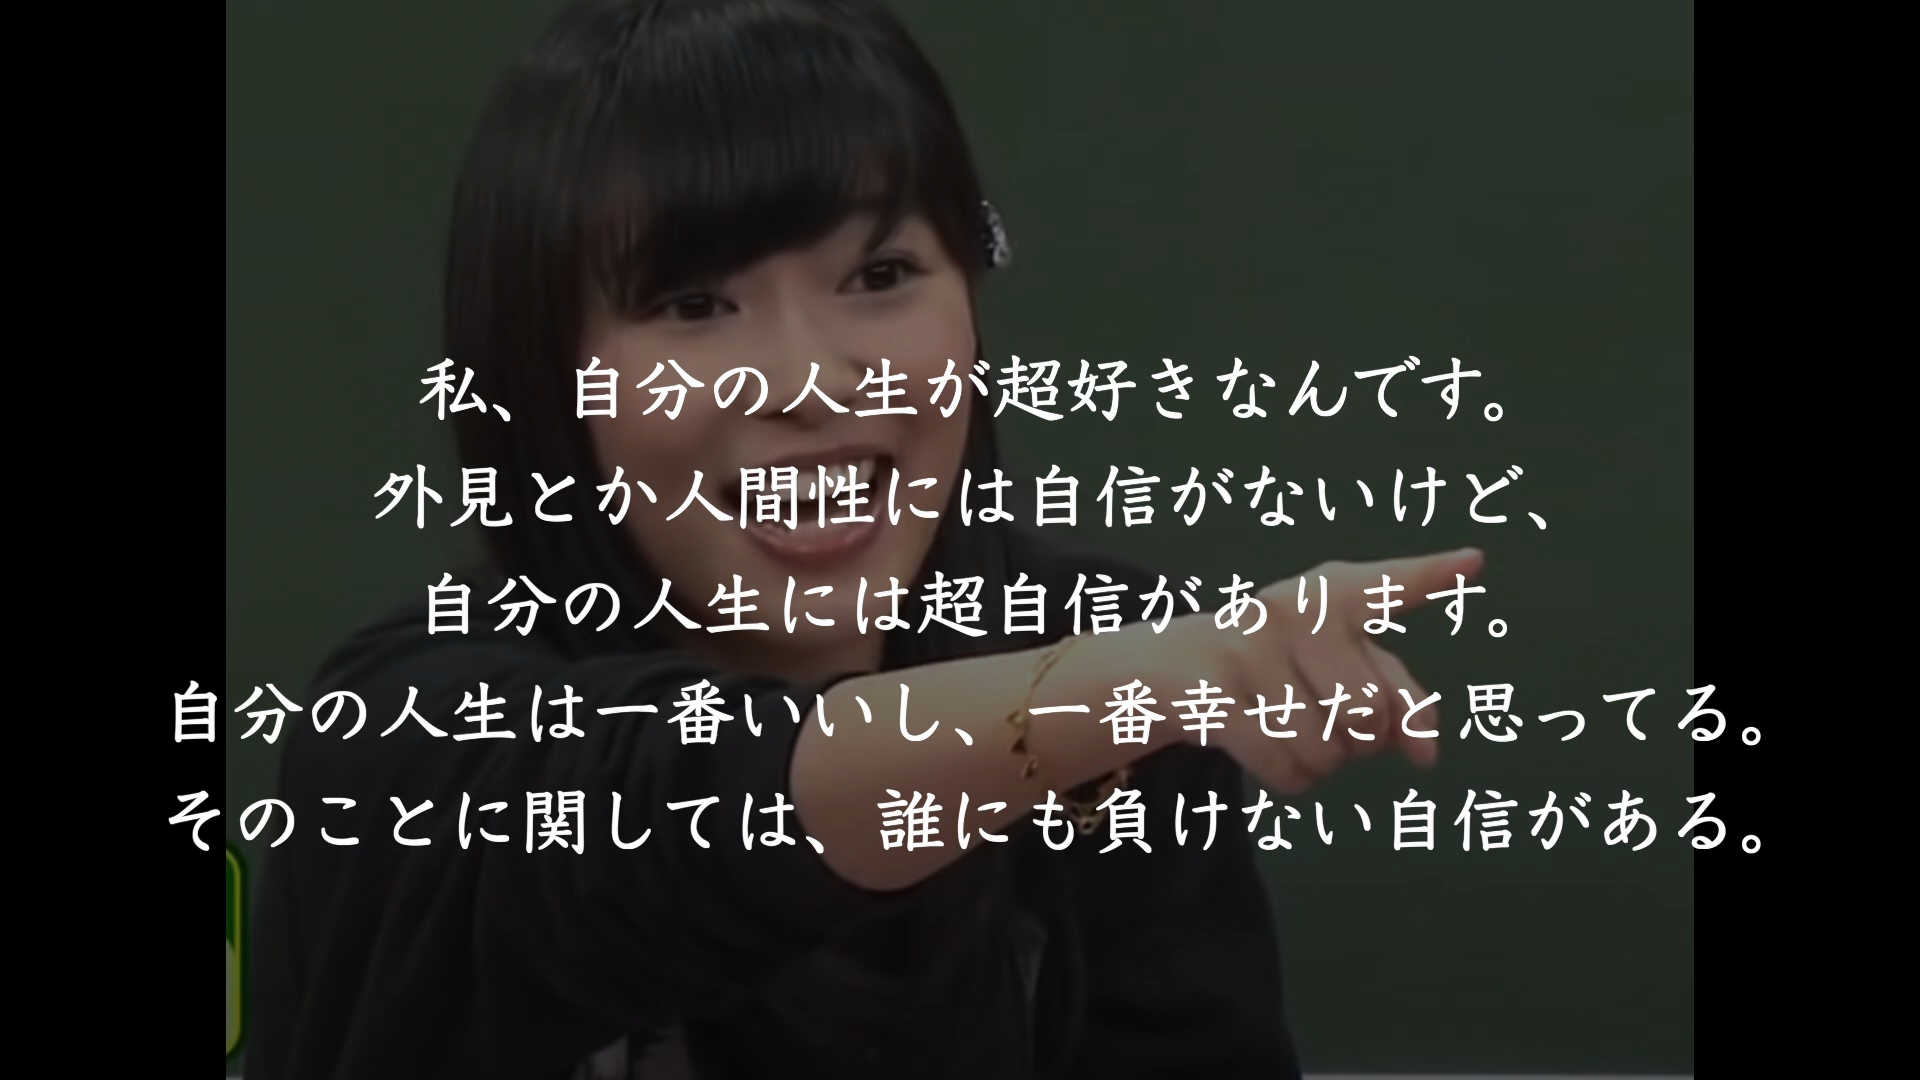 私、自分の人生が超好きなんです。
外見とか人間性には自信がないけど、
自分の人生には超自信があります。
自分の人生は一番いいし、一番幸せだと思ってる。
そのことに関しては、誰にも負けない自信がある。